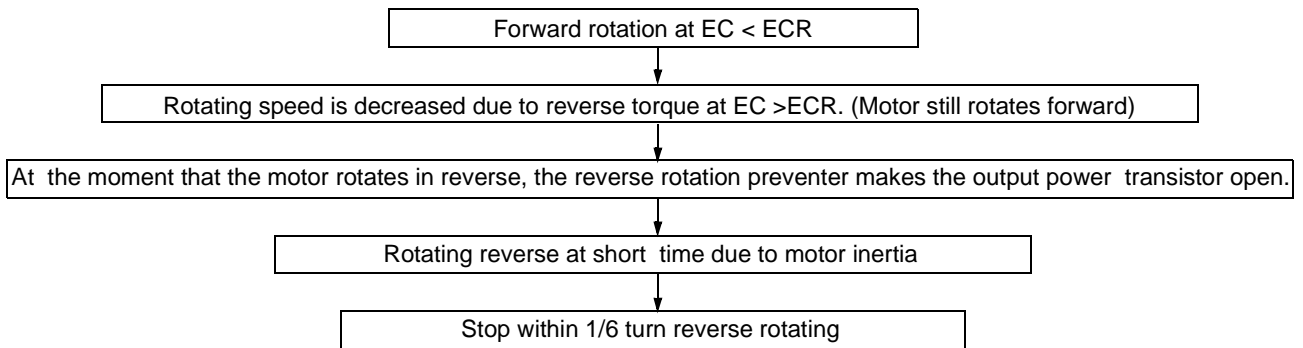 Forward rotation at EC < ECR
Rotating speed is decreased due to reverse torque at EC >ECR. (Motor still rotates forward)
At the moment that the motor rotates in reverse, the reverse rotation preventer makes the output power transistor open.
Rotating reverse at short time due to motor inertia
Stop within 1/6 turn reverse rotating